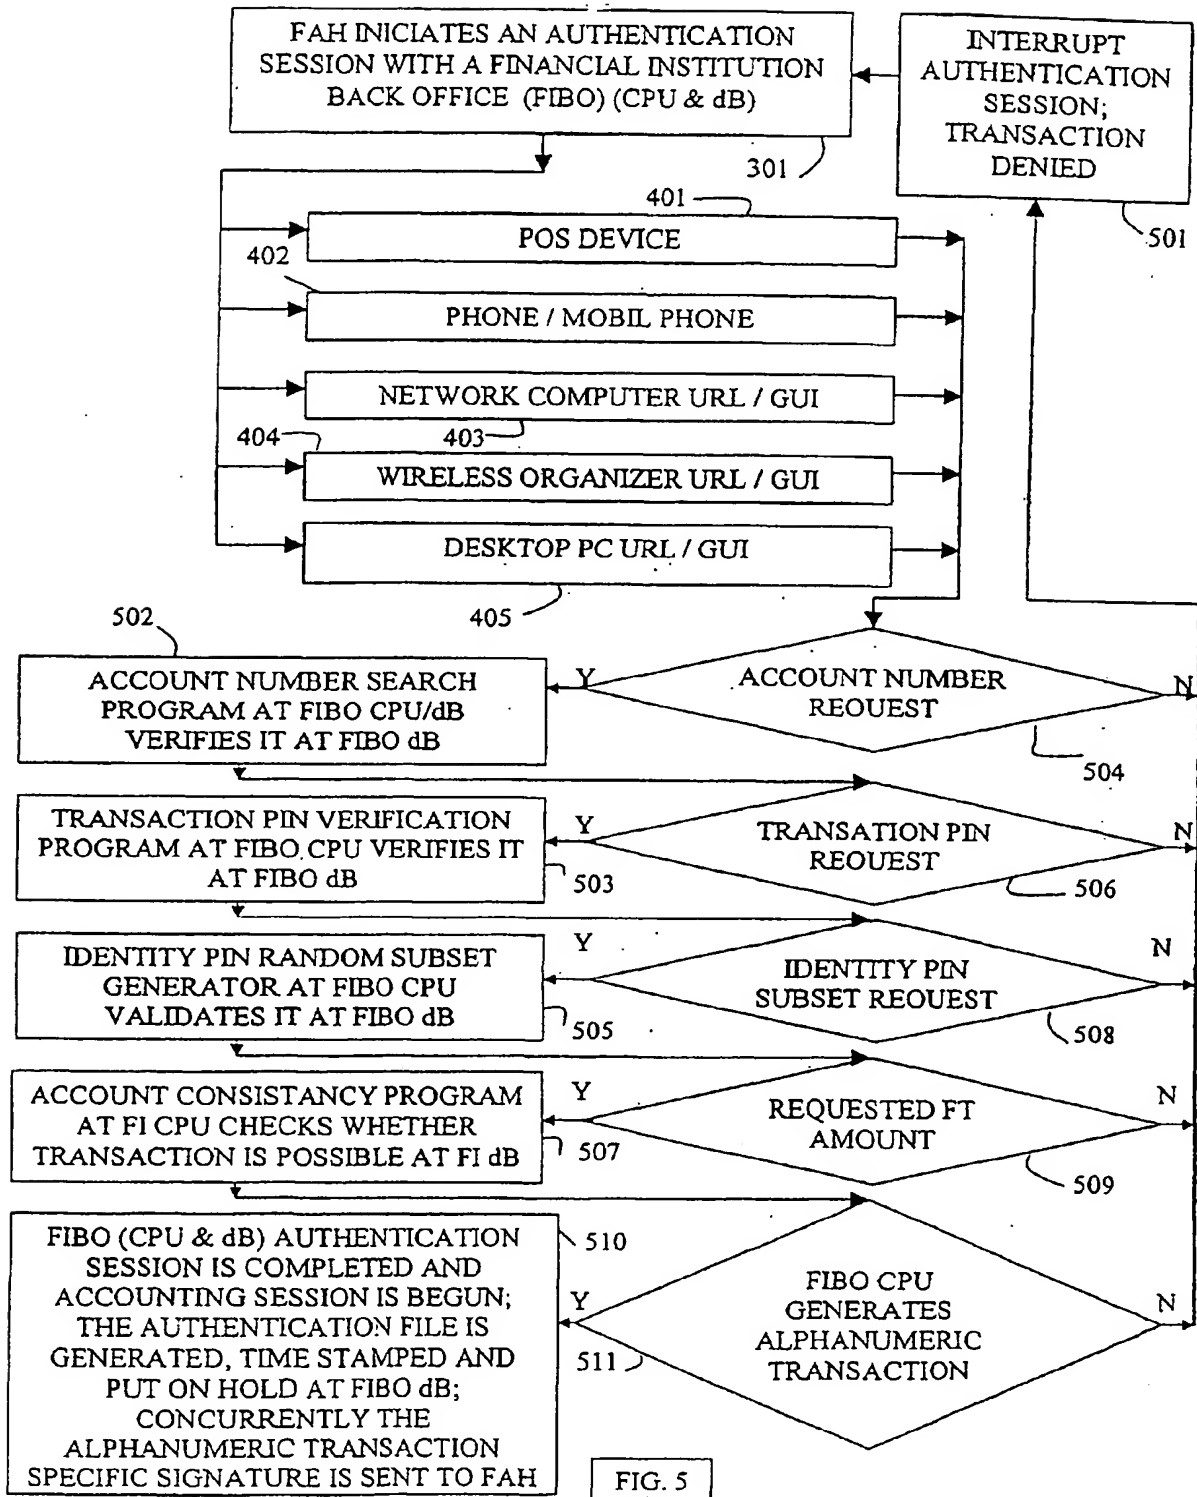 FAH INICIATES AN AUTHENTICATION
SESSION WITH A FINANCIAL INSTITUTION
BACK OFFICE (FIBO) (CPU & dB)
301
INTERRUPT
AUTHENTICATION
SESSION;
TRANSACTION
DENIED
501
401
POS DEVICE
402
PHONE / MOBIL PHONE
NETWORK COMPUTER URL / GUI
403
404
WIRELESS ORGANIZER URL / GUI
DESKTOP PC URL / GUI
405
502
ACCOUNT NUMBER SEARCH
PROGRAM AT FIBO CPU/dB
VERIFIES IT AT FIBO dB
Y
ACCOUNT NUMBER
REQUEST
N
504
TRANSACTION PIN VERIFICATION
PROGRAM AT FIBO CPU VERIFIES IT
AT FIBO dB
503
Y
TRANSATION PIN
REQUEST
N
506
IDENTITY PIN RANDOM SUBSET
GENERATOR AT FIBO CPU
VALIDATES IT AT FIBO dB
505
Y
IDENTITY PIN
SUBSET REQUEST
N
508
ACCOUNT CONSISTANCY PROGRAM
AT FI CPU CHECKS WHETHER
TRANSACTION IS POSSIBLE AT FI dB
507
Y
REQUESTED FT
AMOUNT
N
509
FIBO (CPU & dB) AUTHENTICATION
SESSION IS COMPLETED AND
ACCOUNTING SESSION IS BEGUN;
THE AUTHENTICATION FILE IS
GENERATED, TIME STAMPED AND
PUT ON HOLD AT FIBO dB;
CONCURRENTLY THE
ALPHANUMERIC TRANSACTION
SPECIFIC SIGNATURE IS SENT TO FAH
510
Y
511
FIBO CPU
GENERATES
ALPHANUMERIC
TRANSACTION
N
FIG. 5